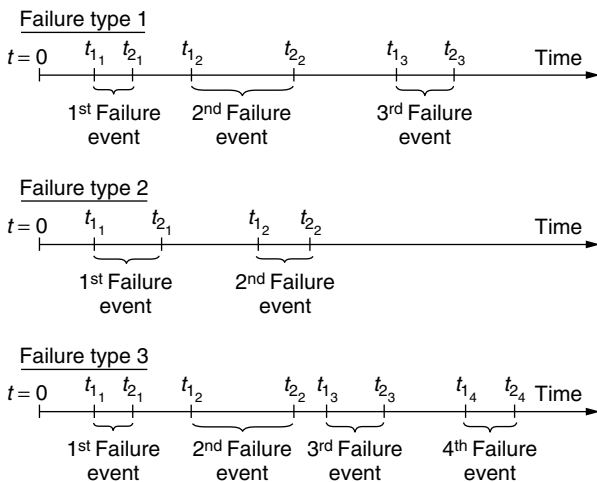 Failure type 1
t = 0 t₁₁ t₂₁ t₁₂ t₂₂ t₁₃ t₂₃ Time
1st Failure event 2nd Failure event 3rd Failure event
Failure type 2
t = 0 t₁₁ t₂₁ t₁₂ t₂₂ Time
1st Failure event 2nd Failure event
Failure type 3
t = 0 t₁₁ t₂₁ t₁₂ t₂₂ t₁₃ t₂₃ t₁₄ t₂₄ Time
1st Failure event 2nd Failure event 3rd Failure event 4th Failure event